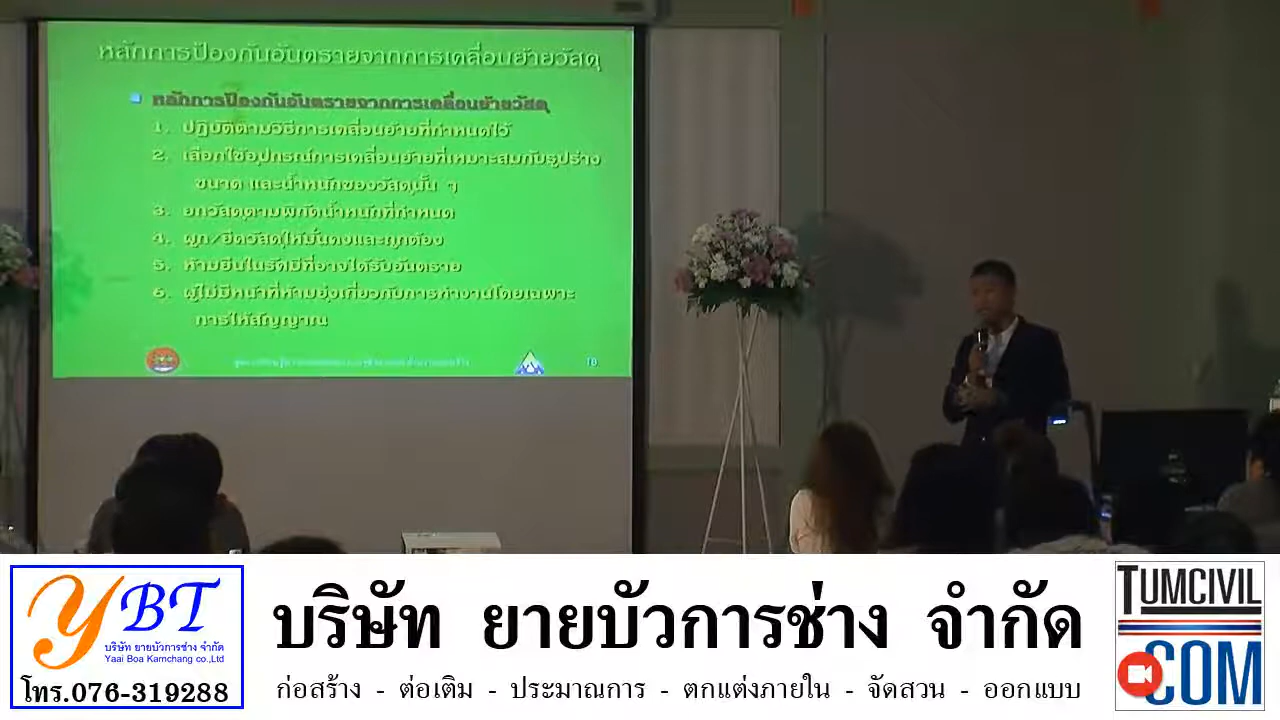 หลักการป้องกันอันตรายจากการเคลื่อนย้ายวัสดุ
หลักการป้องกันอันตรายจากการเคลื่อนย้ายวัสดุ
1. ปฏิบัติตามวิธีการเคลื่อนย้ายที่กำหนดไว้
2. เลือกใช้อุปกรณ์การเคลื่อนย้ายที่เหมาะสมกับรูปร่าง
ขนาด และน้ำหนักของวัสดุนั้น ๆ
3. ยกวัสดุตามพิกัดน้ำหนักที่กำหนด
4. ผูก/ยึดวัสดุให้มั่นคงและถูกต้อง
5. ห้ามยืนในรัศมีที่อาจได้รับอันตราย
6. ผู้ไม่มีหน้าที่ห้ามยุ่งเกี่ยวกับการทำงานโดยเฉพาะ
การให้สัญญาณ
18
YBT
บริษัท ยายบัวการช่าง จำกัด
Yaai Boa Karnchang co.,Ltd
โทร.076-319288
บริษัท ยายบัวการช่าง จำกัด
ก่อสร้าง - ต่อเติม - ประมาณการ - ตกแต่งภายใน - จัดสวน - ออกแบบ
TUMCIVIL
.COM